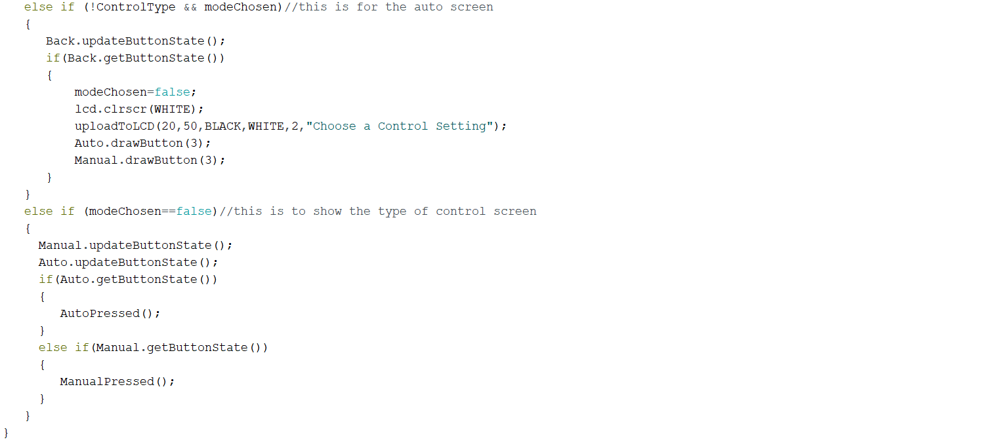 else if (!ControlType && modeChosen)//this is for the auto screen
{
Back.updateButtonState();
if(Back.getButtonState())
{
modeChosen=false;
lcd.clrscr(WHITE);
uploadToLCD(20,50,BLACK,WHITE,2,"Choose a Control Setting");
Auto.drawButton(3);
Manual.drawButton(3);
}
}
else if (modeChosen==false)//this is to show the type of control screen
{
Manual.updateButtonState();
Auto.updateButtonState();
if(Auto.getButtonState())
{
AutoPressed();
}
else if(Manual.getButtonState())
{
ManualPressed();
}
}
}